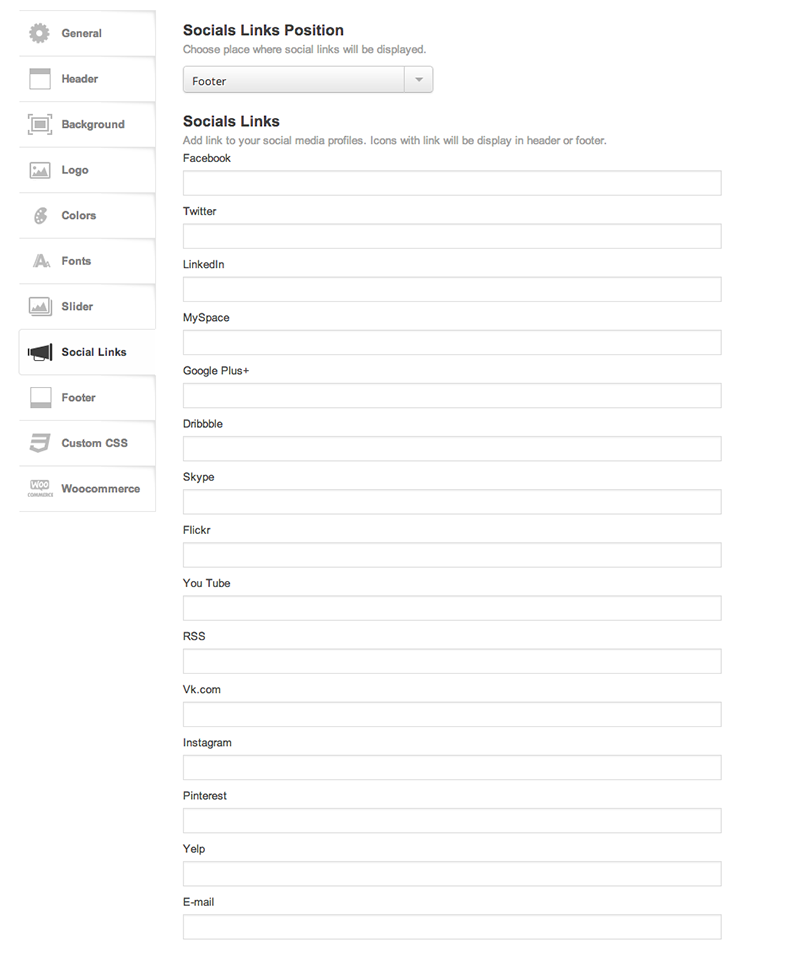 General
Header
Background
Logo
Colors
Fonts
Slider
Social Links
Footer
Custom CSS
WOO
COMMERCE
Woocommerce
Socials Links Position
Choose place where social links will be displayed.
Footer
Socials Links
Add link to your social media profiles. Icons with link will be display in header or footer.
Facebook
Twitter
LinkedIn
MySpace
Google Plus+
Dribbble
Skype
Flickr
You Tube
RSS
Vk.com
Instagram
Pinterest
Yelp
E-mail